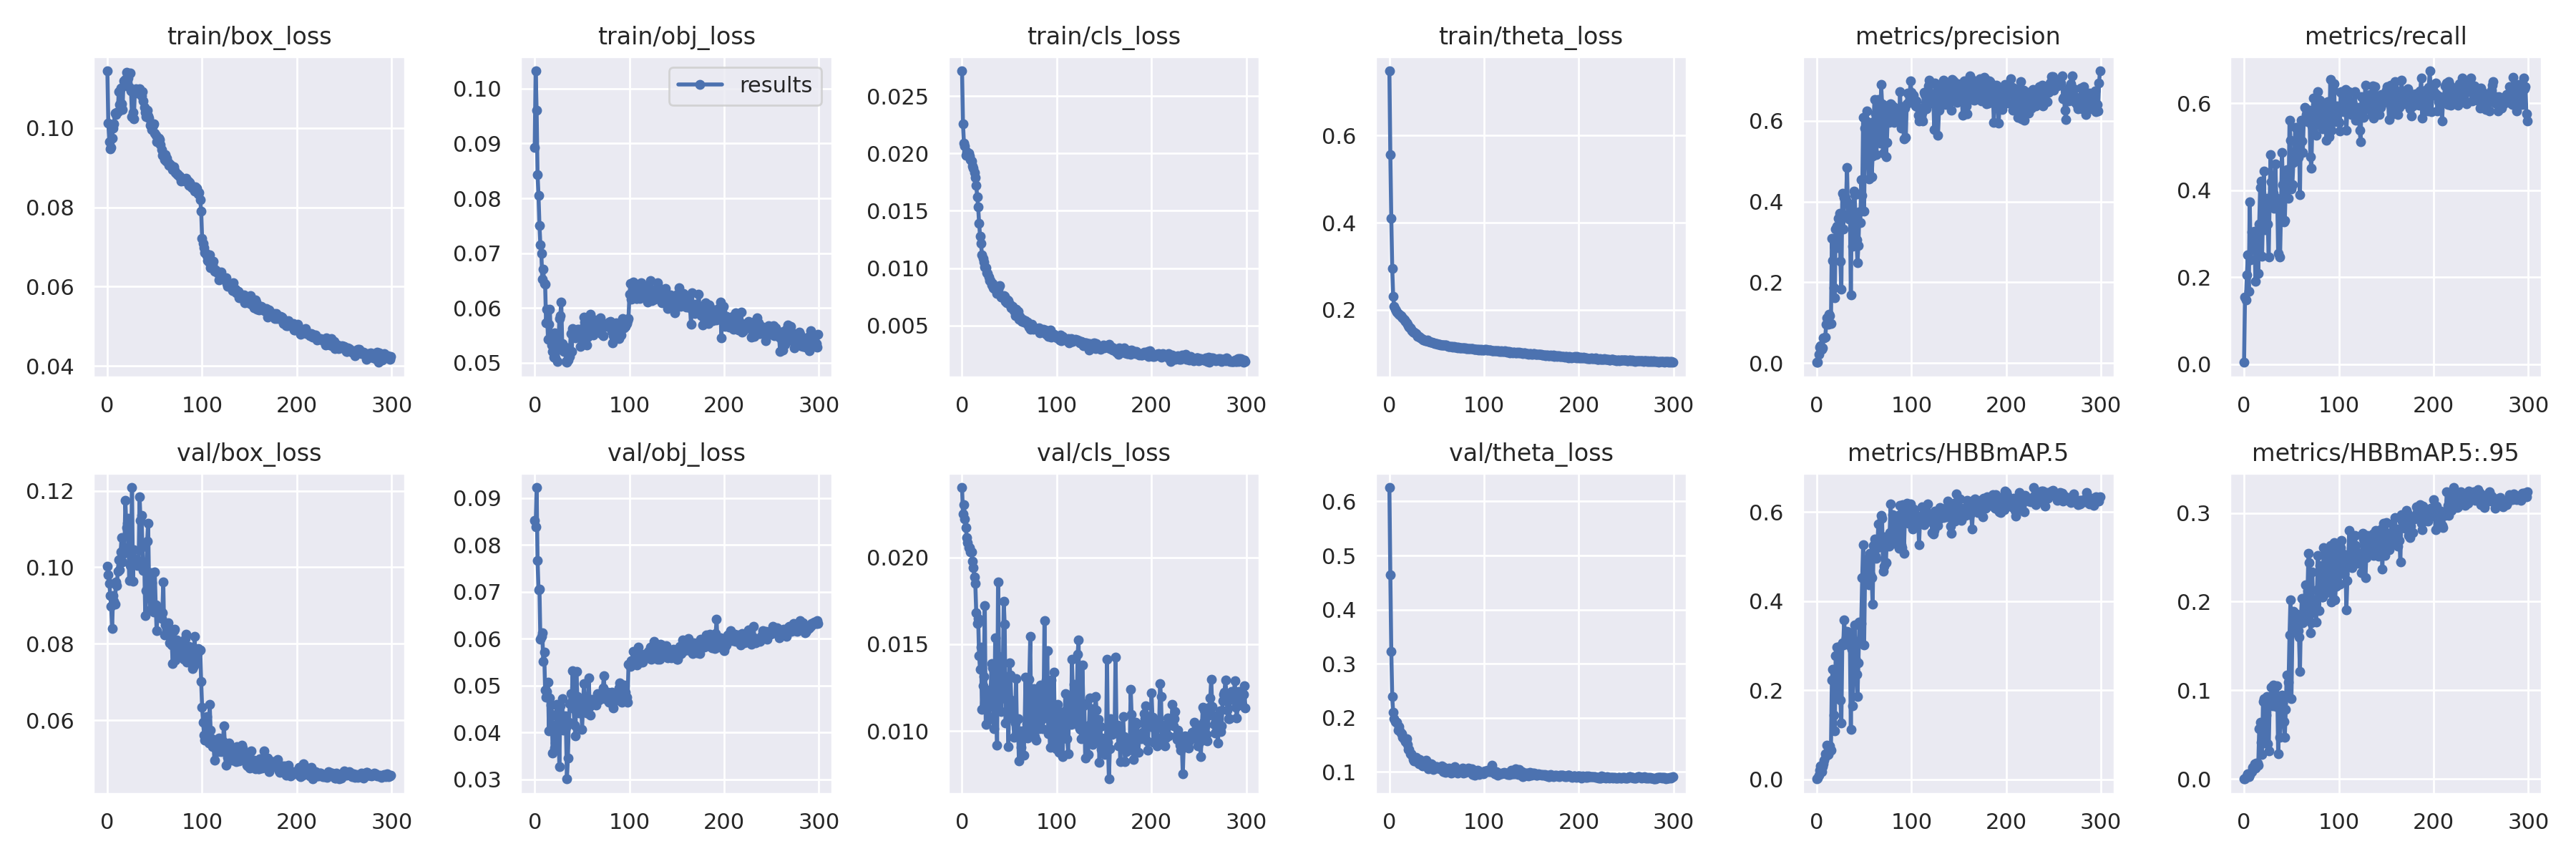 train/box_loss
0.10
0.08
0.06
0.04
0 100 200 300
train/obj_loss
results
0.10
0.09
0.08
0.07
0.06
0.05
0 100 200 300
train/cls_loss
0.025
0.020
0.015
0.010
0.005
0 100 200 300
train/theta_loss
0.6
0.4
0.2
0 100 200 300
metrics/precision
0.6
0.4
0.2
0.0
0 100 200 300
metrics/recall
0.6
0.4
0.2
0.0
0 100 200 300
val/box_loss
0.12
0.10
0.08
0.06
0 100 200 300
val/obj_loss
0.09
0.08
0.07
0.06
0.05
0.04
0.03
0 100 200 300
val/cls_loss
0.020
0.015
0.010
0 100 200 300
val/theta_loss
0.6
0.5
0.4
0.3
0.2
0.1
0 100 200 300
metrics/HBBmAP.5
0.6
0.4
0.2
0.0
0 100 200 300
metrics/HBBmAP.5:.95
0.3
0.2
0.1
0.0
0 100 200 300